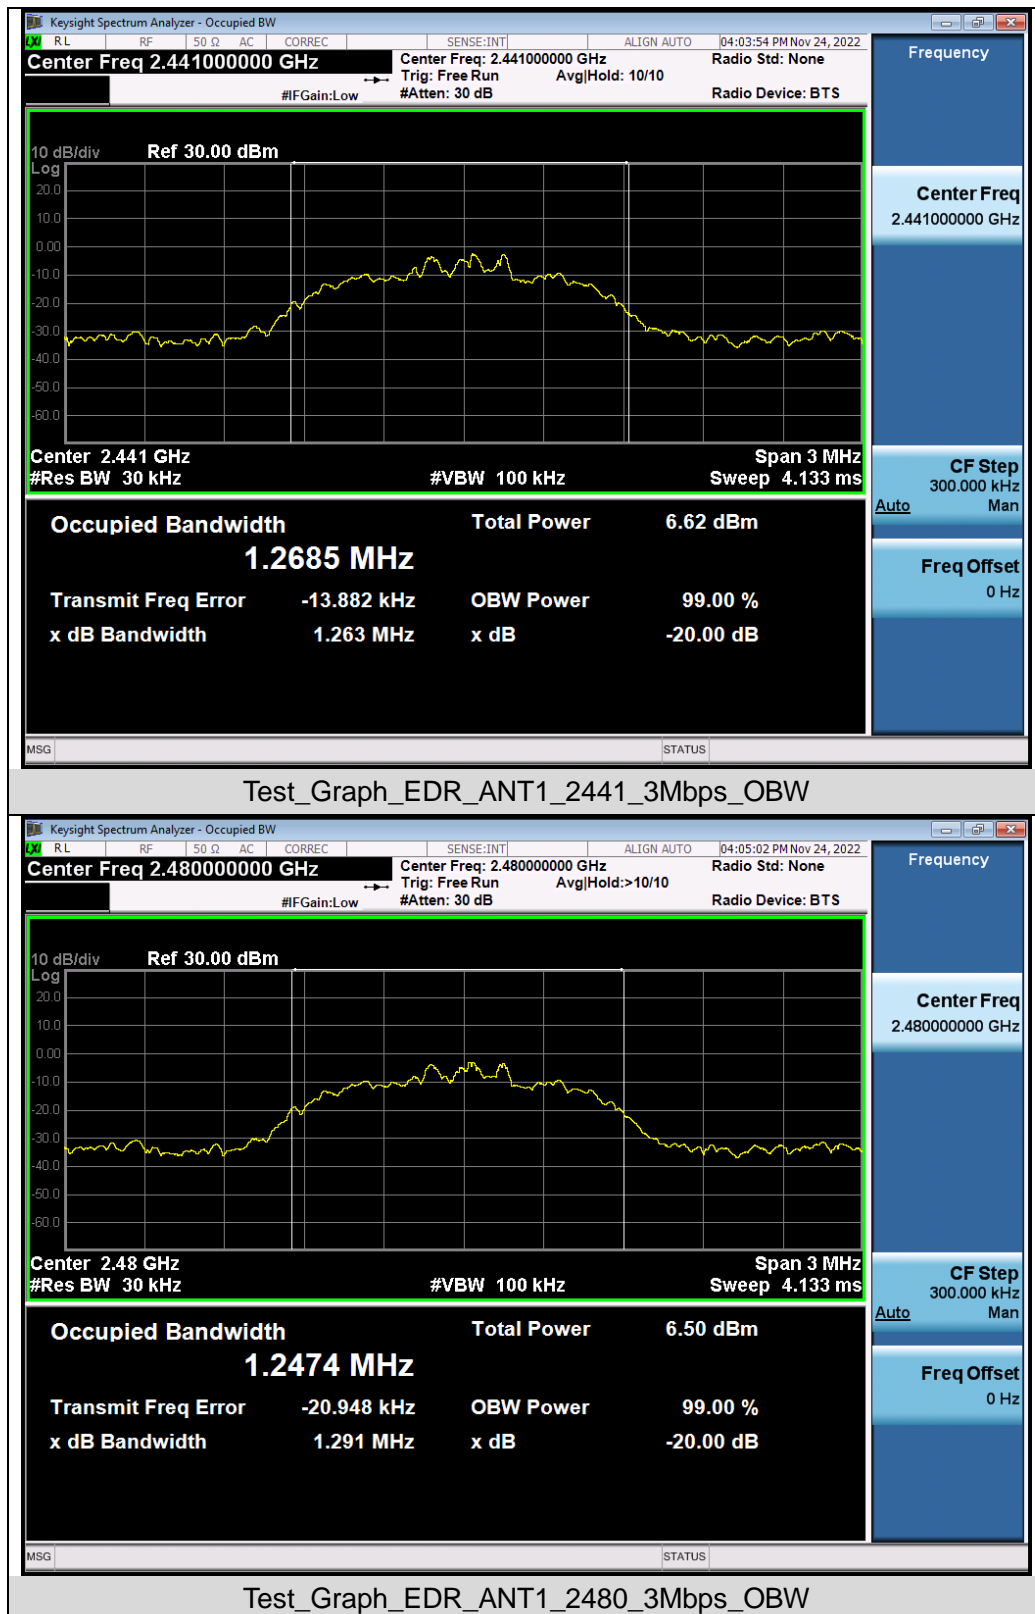 Keysight Spectrum Analyzer - Occupied BW
LXI RL RF 50 Ω AC CORREC SENSE:INT ALIGN AUTO 04:03:54 PM Nov 24, 2022
Center Freq 2.441000000 GHz
Center Freq: 2.441000000 GHz Radio Std: None
Trig: Free Run Avg|Hold: 10/10
#IFGain:Low #Atten: 30 dB Radio Device: BTS
Frequency
10 dB/div Ref 30.00 dBm
Log
20.0
10.0
0.00
-10.0
-20.0
-30.0
-40.0
-50.0
-60.0
Center Freq
2.441000000 GHz
Center 2.441 GHz Span 3 MHz
#Res BW 30 kHz #VBW 100 kHz Sweep 4.133 ms
CF Step
300.000 kHz
Auto Man
Occupied Bandwidth Total Power 6.62 dBm
1.2685 MHz
Transmit Freq Error -13.882 kHz OBW Power 99.00 %
x dB Bandwidth 1.263 MHz x dB -20.00 dB
Freq Offset
0 Hz
MSG STATUS
Test_Graph_EDR_ANT1_2441_3Mbps_OBW
Keysight Spectrum Analyzer - Occupied BW
LXI RL RF 50 Ω AC CORREC SENSE:INT ALIGN AUTO 04:05:02 PM Nov 24, 2022
Center Freq 2.480000000 GHz
Center Freq: 2.480000000 GHz Radio Std: None
Trig: Free Run Avg|Hold:>10/10
#IFGain:Low #Atten: 30 dB Radio Device: BTS
Frequency
10 dB/div Ref 30.00 dBm
Log
20.0
10.0
0.00
-10.0
-20.0
-30.0
-40.0
-50.0
-60.0
Center Freq
2.480000000 GHz
Center 2.48 GHz Span 3 MHz
#Res BW 30 kHz #VBW 100 kHz Sweep 4.133 ms
CF Step
300.000 kHz
Auto Man
Occupied Bandwidth Total Power 6.50 dBm
1.2474 MHz
Transmit Freq Error -20.948 kHz OBW Power 99.00 %
x dB Bandwidth 1.291 MHz x dB -20.00 dB
Freq Offset
0 Hz
MSG STATUS
Test_Graph_EDR_ANT1_2480_3Mbps_OBW